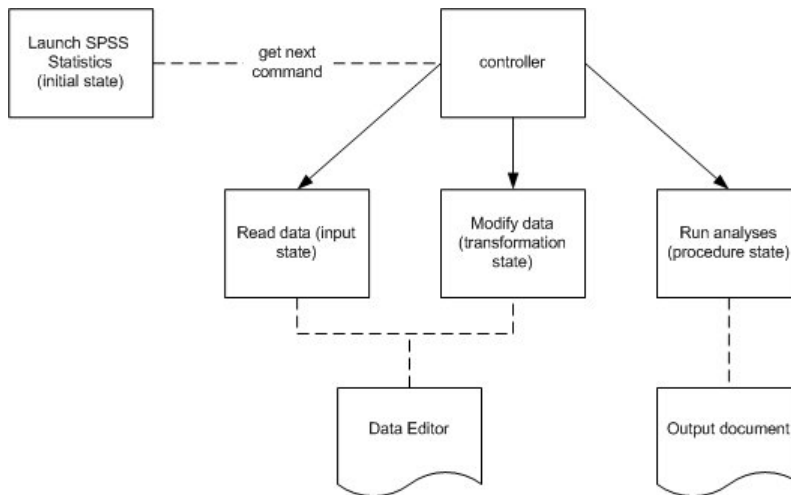 Launch SPSS
Statistics
(initial state)
get next
command
controller
Read data (input
state)
Modify data
(transformation
state)
Run analyses
(procedure state)
Data Editor
Output document